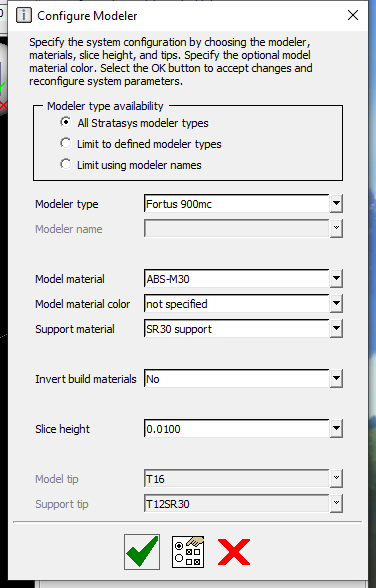 Configure Modeler
Specify the system configuration by choosing the modeler,
materials, slice height, and tips. Specify the optional model
material color. Select the OK button to accept changes and
reconfigure system parameters.
Modeler type availability
All Stratasys modeler types
Limit to defined modeler types
Limit using modeler names
Modeler type Fortus 900mc
Modeler name
Model material ABS-M30
Model material color not specified
Support material SR30 support
Invert build materials No
Slice height 0.0100
Model tip T16
Support tip T12SR30